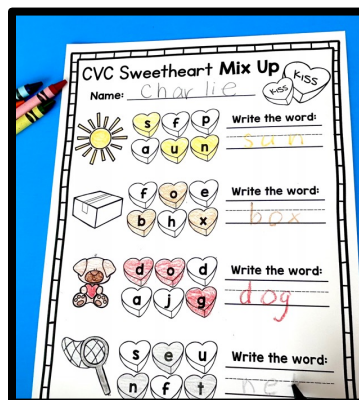 CVC Sweetheart Mix Up
KISS KISS
Name: Charlie
s f p
a u n
Write the word:
sun
f o e
b h x
Write the word:
box
d o d
a j g
Write the word:
dog
s e u
n f t
Write the word:
ne